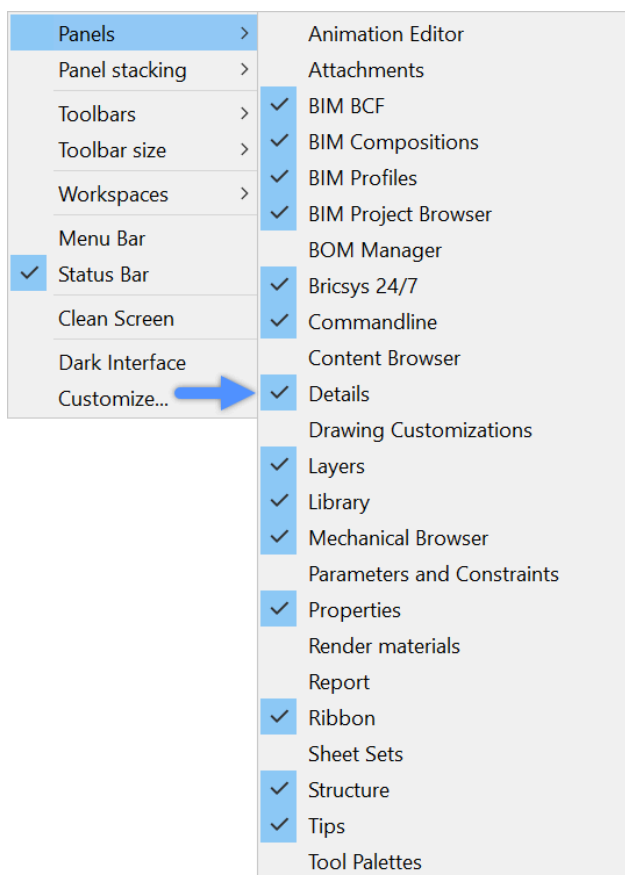 Panels
Panel stacking
Toolbars
Toolbar size
Workspaces
Menu Bar
Status Bar
Clean Screen
Dark Interface
Customize...
Animation Editor
Attachments
BIM BCF
BIM Compositions
BIM Profiles
BIM Project Browser
BOM Manager
Bricsys 24/7
Commandline
Content Browser
Details
Drawing Customizations
Layers
Library
Mechanical Browser
Parameters and Constraints
Properties
Render materials
Report
Ribbon
Sheet Sets
Structure
Tips
Tool Palettes